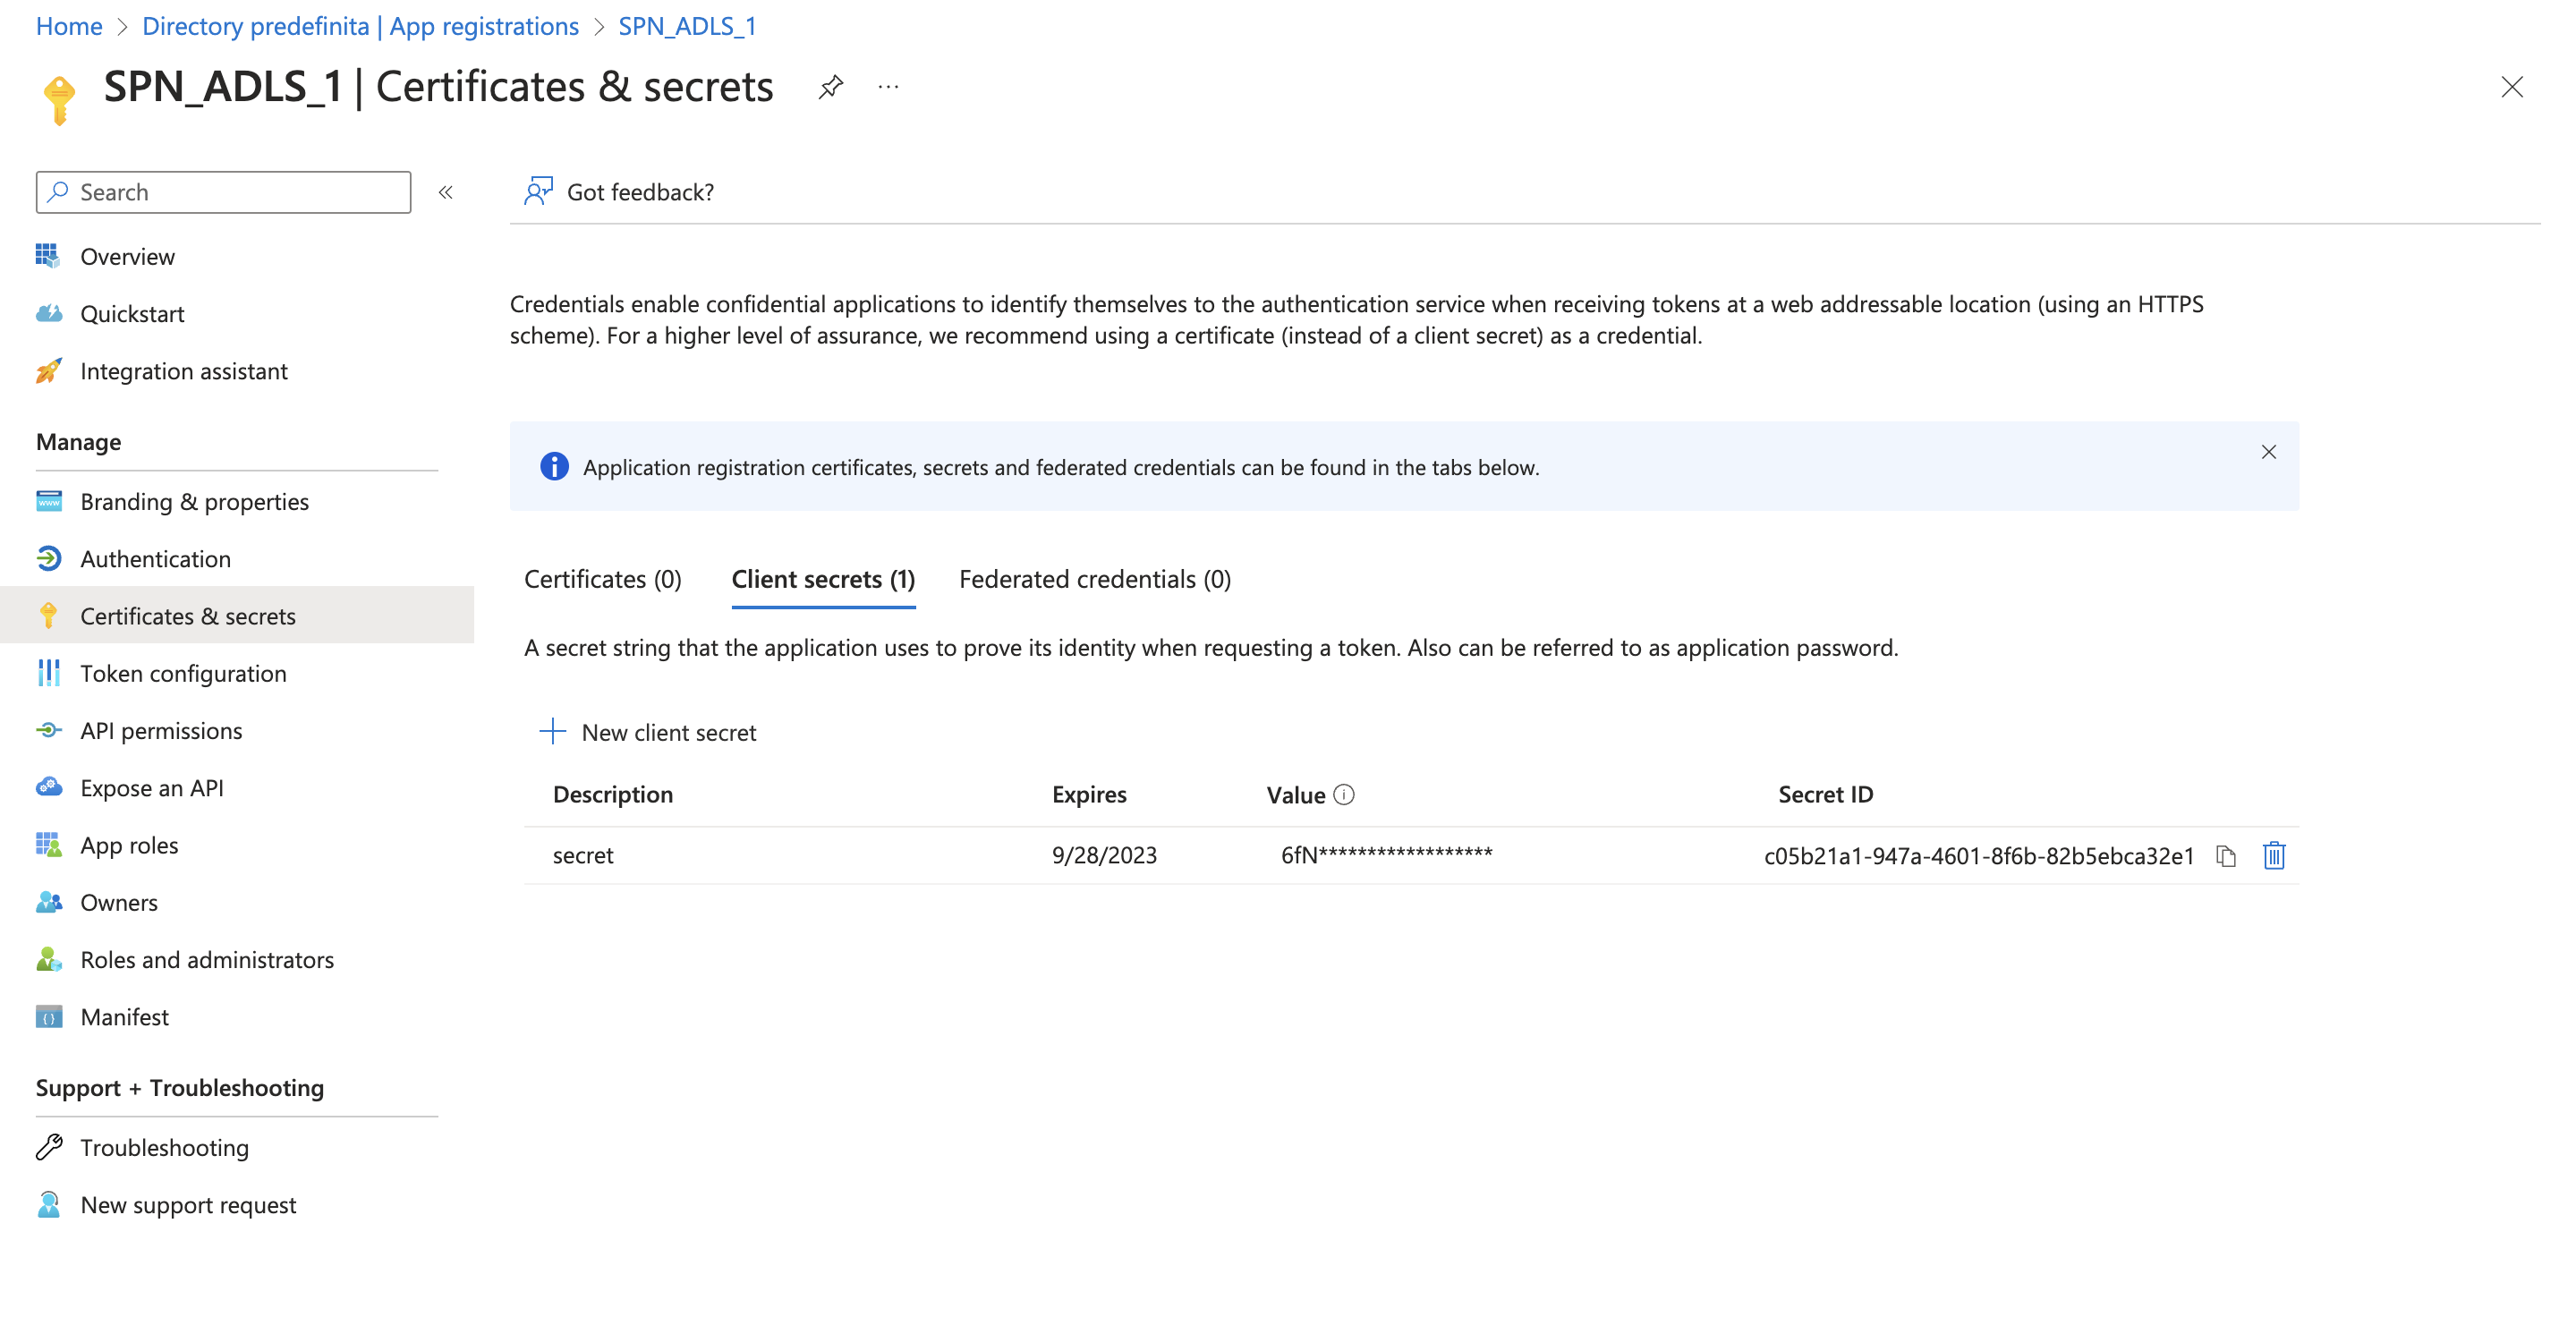 Home > Directory predefinita | App registrations > SPN_ADLS_1
SPN_ADLS_1 | Certificates & secrets ...
Search «
Overview
Quickstart
Integration assistant
Manage
Branding & properties
Authentication
Certificates & secrets
Token configuration
API permissions
Expose an API
App roles
Owners
Roles and administrators
Manifest
Support + Troubleshooting
Troubleshooting
New support request
Got feedback?
Credentials enable confidential applications to identify themselves to the authentication service when receiving tokens at a web addressable location (using an HTTPS
scheme). For a higher level of assurance, we recommend using a certificate (instead of a client secret) as a credential.
Application registration certificates, secrets and federated credentials can be found in the tabs below.
Certificates (0) Client secrets (1) Federated credentials (0)
A secret string that the application uses to prove its identity when requesting a token. Also can be referred to as application password.
New client secret
Description Expires Value Secret ID
secret 9/28/2023 6fN****************** c05b21a1-947a-4601-8f6b-82b5ebca32e1